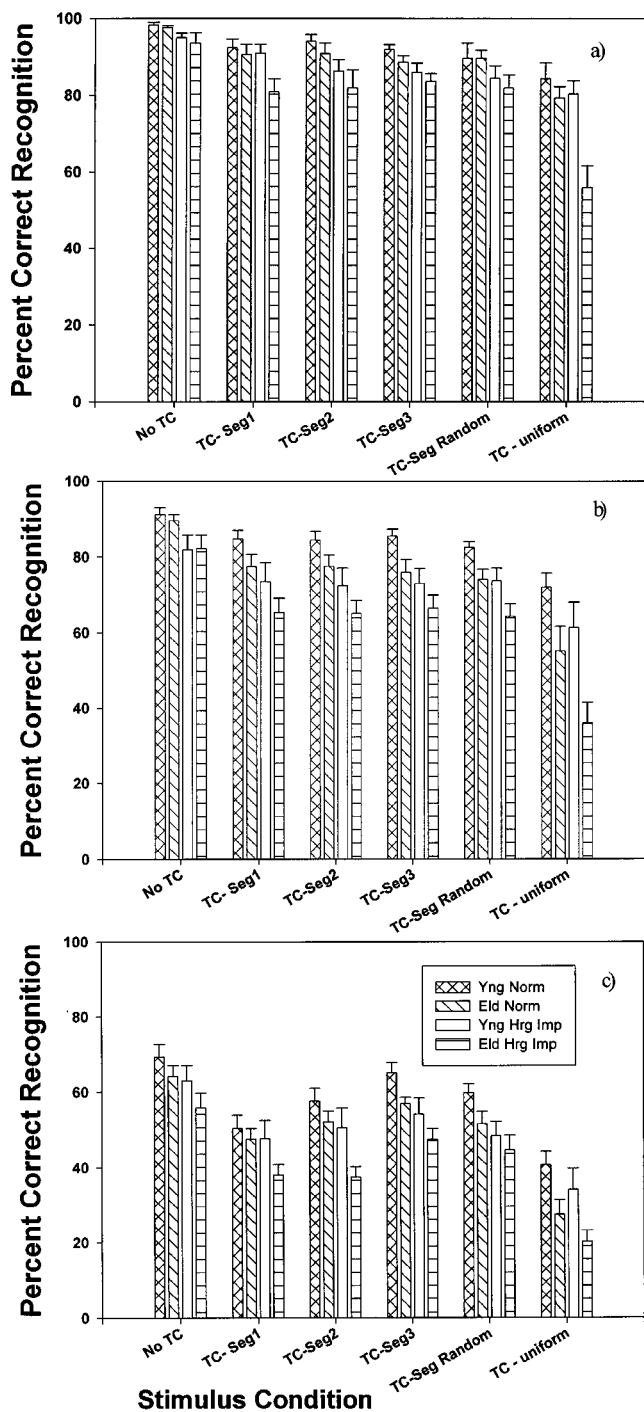 a)
Percent Correct Recognition
100
80
60
40
20
0
No TC
TC- Seg1
TC-Seg2
TC-Seg3
TC-Seg Random
TC - uniform
b)
Percent Correct Recognition
100
80
60
40
20
0
No TC
TC- Seg1
TC-Seg2
TC-Seg3
TC-Seg Random
TC - uniform
c)
Percent Correct Recognition
100
80
60
40
20
0
Yng Norm
Eld Norm
Yng Hrg Imp
Eld Hrg Imp
No TC
TC- Seg1
TC-Seg2
TC-Seg3
TC-Seg Random
TC - uniform
Stimulus Condition